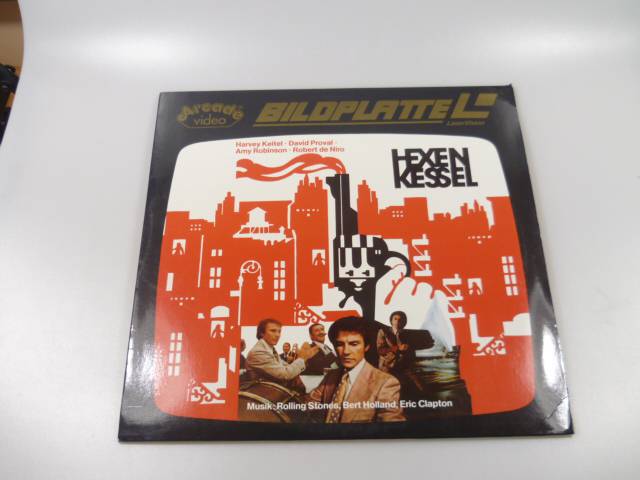 Arcade
video
BILDPLATTE L
LaserVision
Harvey Keitel · David Proval ·
Amy Robinson · Robert de Niro
HEXEN
KESSEL
Musik: Rolling Stones, Bert Holland, Eric Clapton